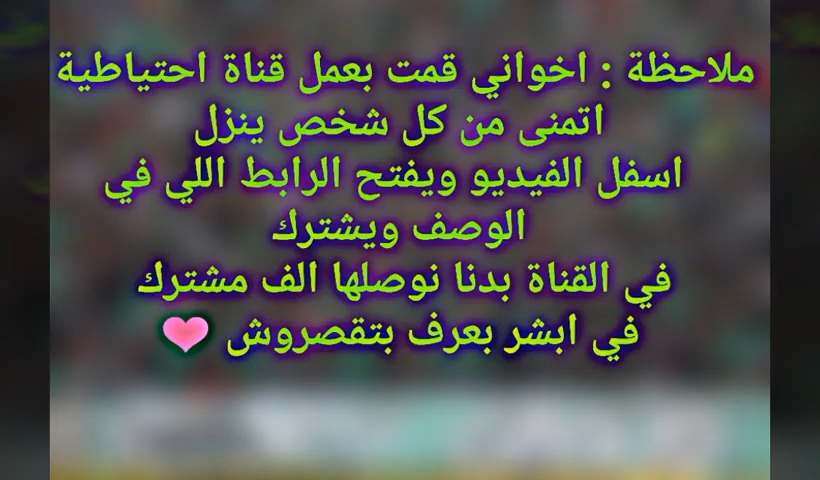 ملاحظة : اخواني قمت بعمل قناة احتياطية
اتمنى من كل شخص ينزل
اسفل الفيديو ويفتح الرابط اللي في
الوصف ويشترك
في القناة بدنا نوصلها الف مشترك
في ابشر بعرف بتقصروش ❤